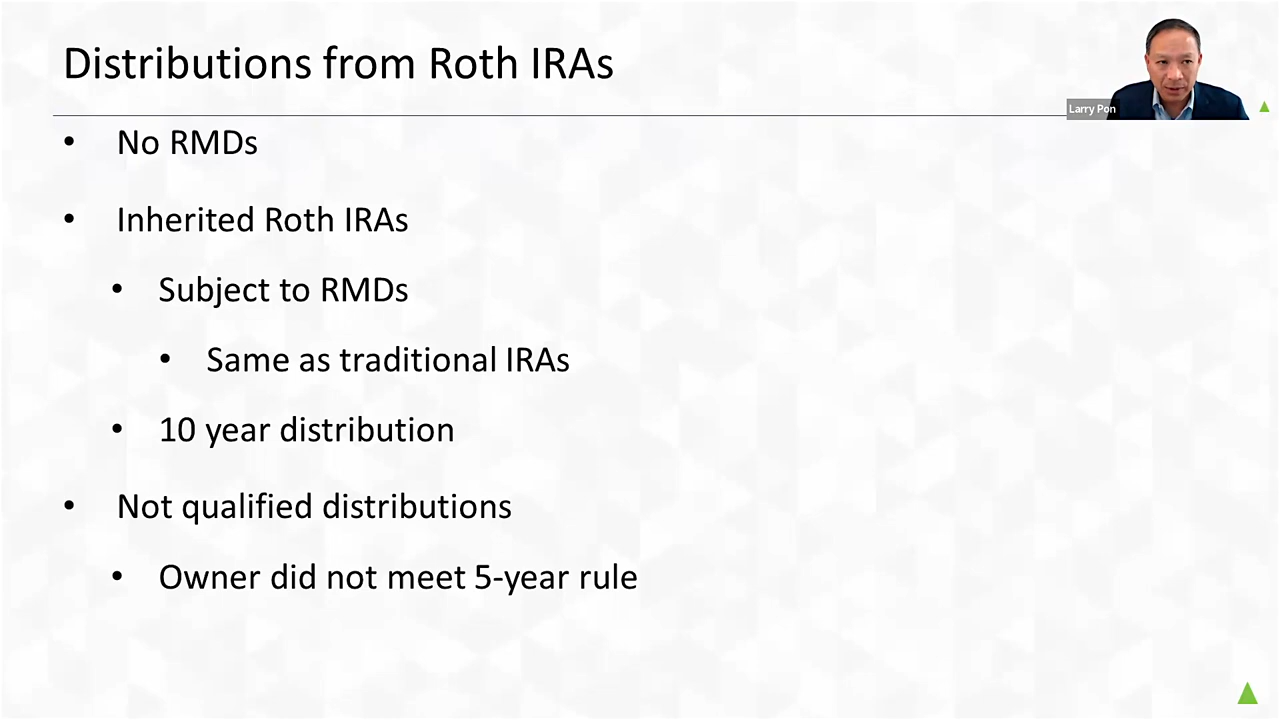 Distributions from Roth IRAs
Larry Pon
• No RMDs
• Inherited Roth IRAs
• Subject to RMDs
• Same as traditional IRAs
• 10 year distribution
• Not qualified distributions
• Owner did not meet 5-year rule